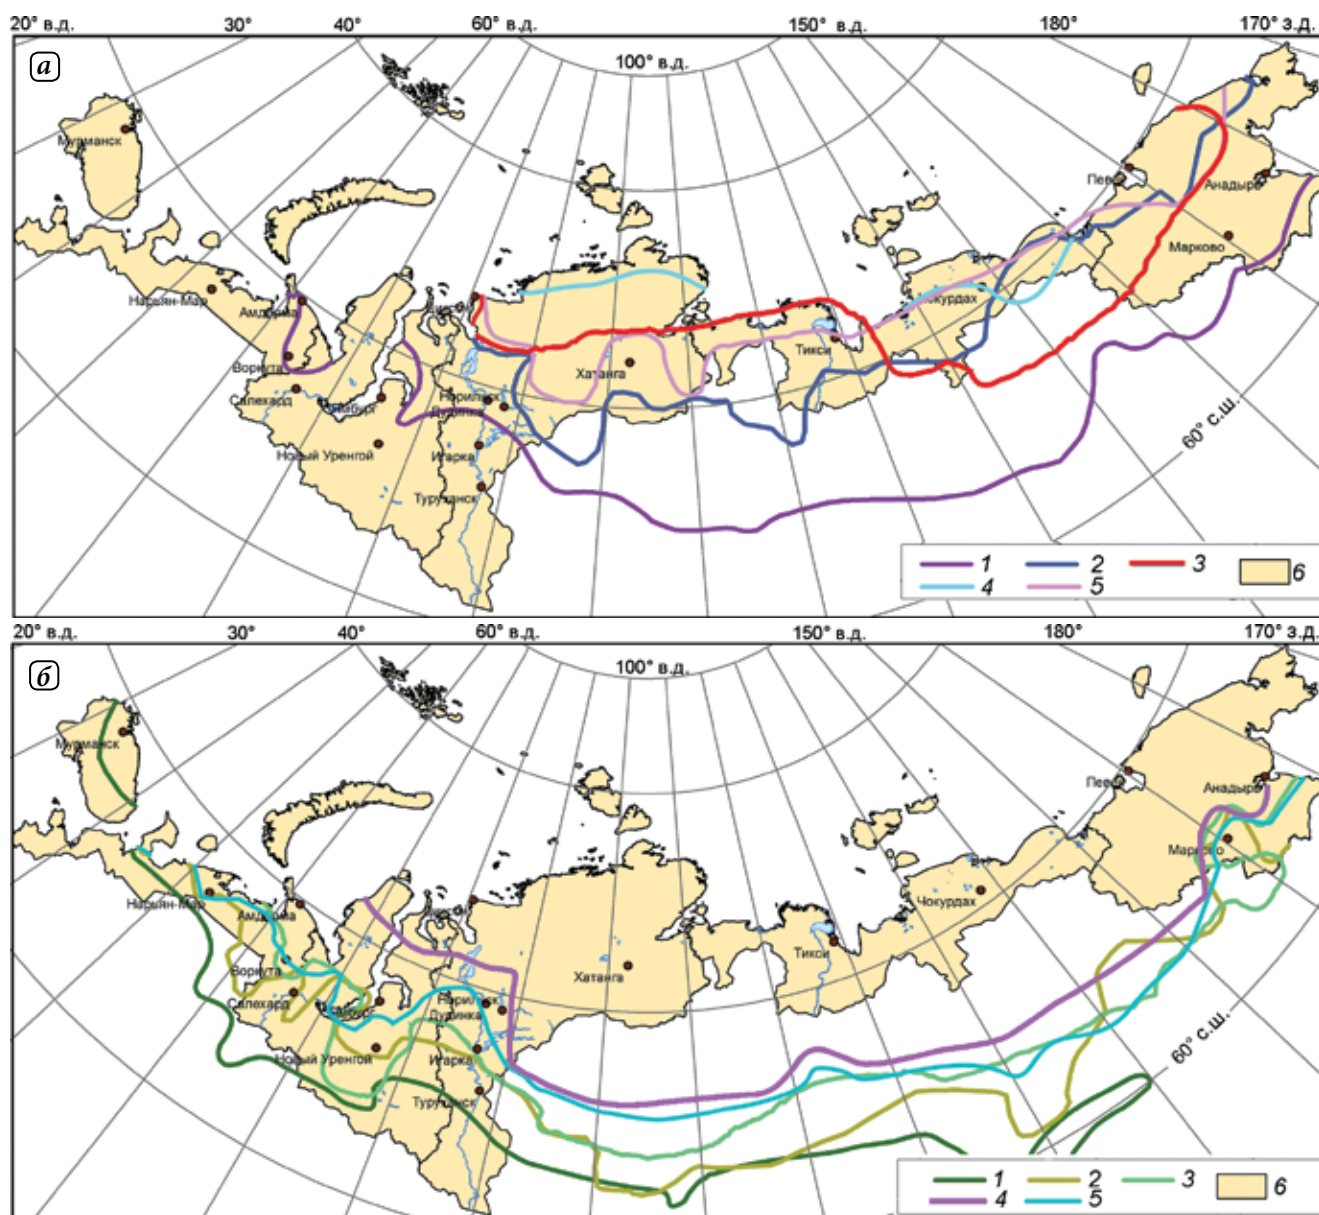 20° в.д. 30° 40° в.д. 60° в.д. 150° в.д. 180° 170° з.д.
а
100° в.д.
Мурманск
Певек
Анадырь
Марково
Нарьян-Мар
Амдерма
Чокурдах
Тикси
Воркута
Хатанга
Салехард
Норильск
Дудинка
Новый Уренгой
Игарка
Туруханск
60° с.ш.
1 2 3 6
4 5
20° в.д. 30° 40° в.д. 60° в.д. 150° в.д. 180° 170° з.д.
б
100° в.д.
Мурманск
Певек
Анадырь
Марково
Нарьян-Мар
Амдерма
Чокурдах
Тикси
Воркута
Хатанга
Салехард
Норильск
Дудинка
Новый Уренгой
Игарка
Туруханск
60° с.ш.
1 2 3 6
4 5